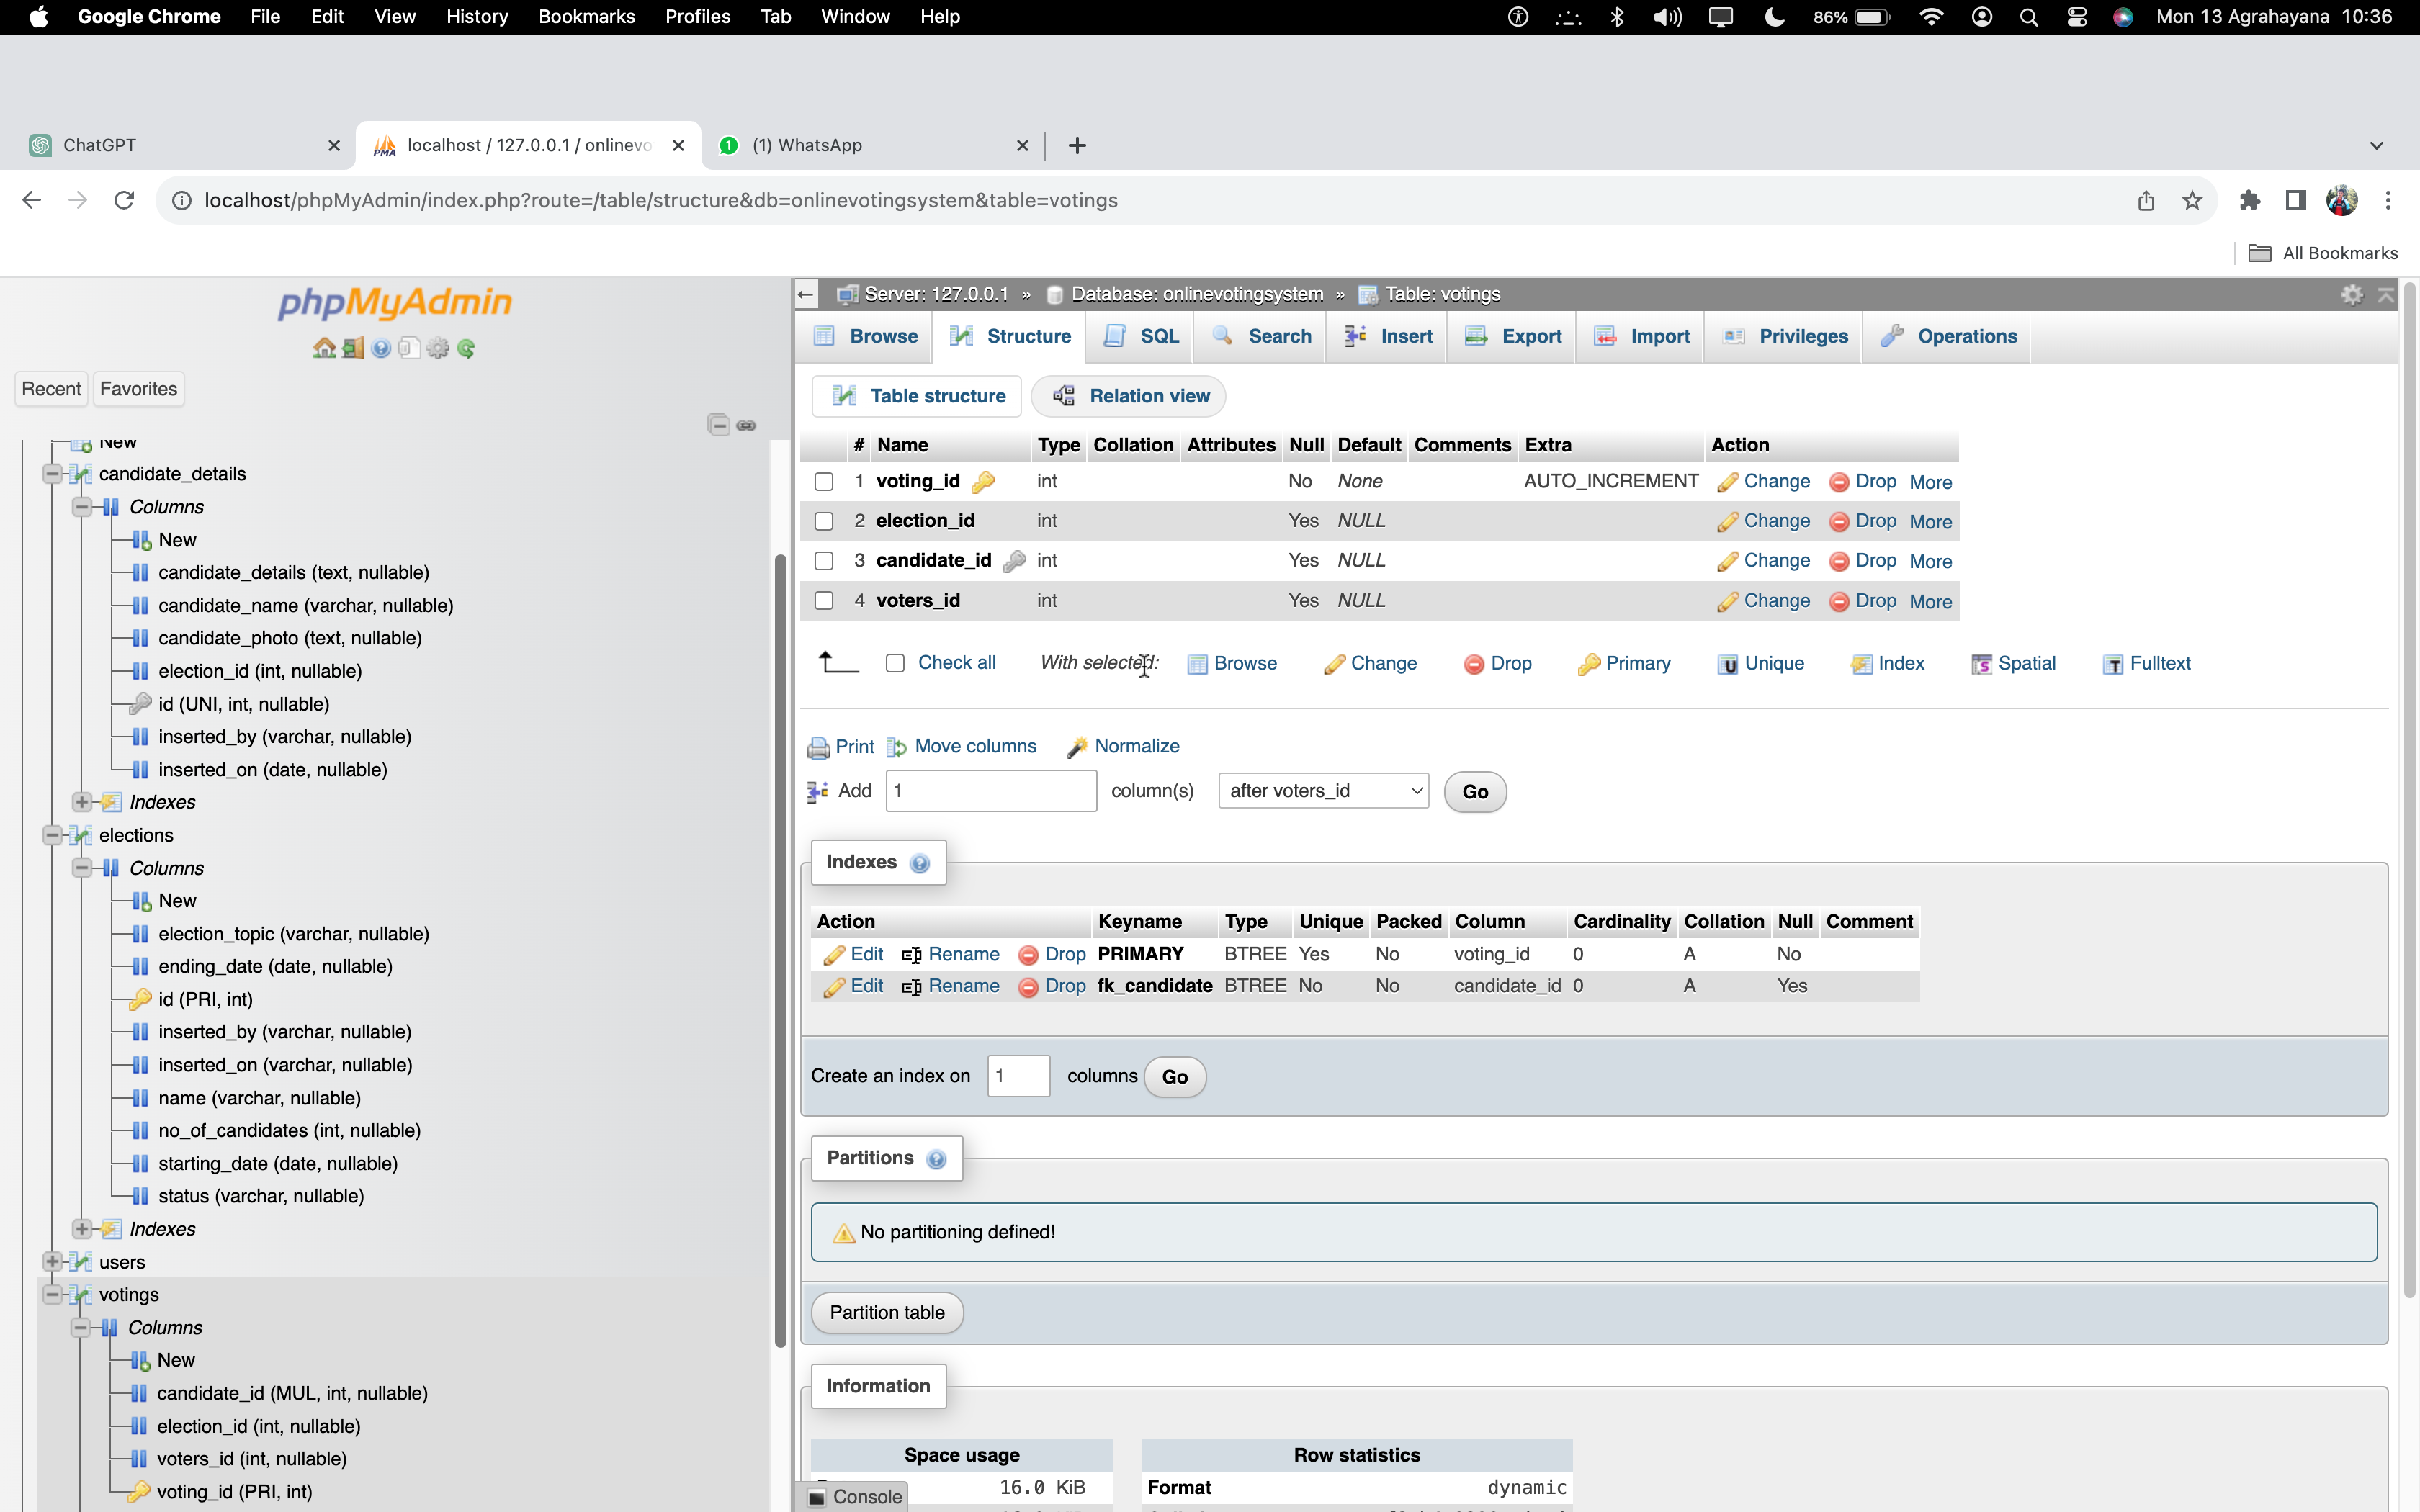 Google Chrome File Edit View History Bookmarks Profiles Tab Window Help 86% Mon 13 Agrahayana 10:36
ChatGPT localhost / 127.0.0.1 / onlinevo (1) WhatsApp
localhost/phpMyAdmin/index.php?route=/table/structure&db=onlinevotingsystem&table=votings
All Bookmarks
phpMyAdmin
Recent Favorites
New
candidate_details
Columns
New
candidate_details (text, nullable)
candidate_name (varchar, nullable)
candidate_photo (text, nullable)
election_id (int, nullable)
id (UNI, int, nullable)
inserted_by (varchar, nullable)
inserted_on (date, nullable)
Indexes
elections
Columns
New
election_topic (varchar, nullable)
ending_date (date, nullable)
id (PRI, int)
inserted_by (varchar, nullable)
inserted_on (varchar, nullable)
name (varchar, nullable)
no_of_candidates (int, nullable)
starting_date (date, nullable)
status (varchar, nullable)
Indexes
users
votings
Columns
New
candidate_id (MUL, int, nullable)
election_id (int, nullable)
voters_id (int, nullable)
voting_id (PRI, int)
Server: 127.0.0.1 » Database: onlinevotingsystem » Table: votings
Browse Structure SQL Search Insert Export Import Privileges Operations
Table structure Relation view
# Name Type Collation Attributes Null Default Comments Extra Action
1 voting_id int No None AUTO_INCREMENT Change Drop More
2 election_id int Yes NULL Change Drop More
3 candidate_id int Yes NULL Change Drop More
4 voters_id int Yes NULL Change Drop More
Check all With selected: Browse Change Drop Primary Unique Index Spatial Fulltext
Print Move columns Normalize
Add 1 column(s) after voters_id Go
Indexes
Action Keyname Type Unique Packed Column Cardinality Collation Null Comment
Edit Rename Drop PRIMARY BTREE Yes No voting_id 0 A No
Edit Rename Drop fk_candidate BTREE No No candidate_id 0 A Yes
Create an index on 1 columns Go
Partitions
No partitioning defined!
Partition table
Information
Space usage Row statistics
16.0 KiB Format dynamic
Console